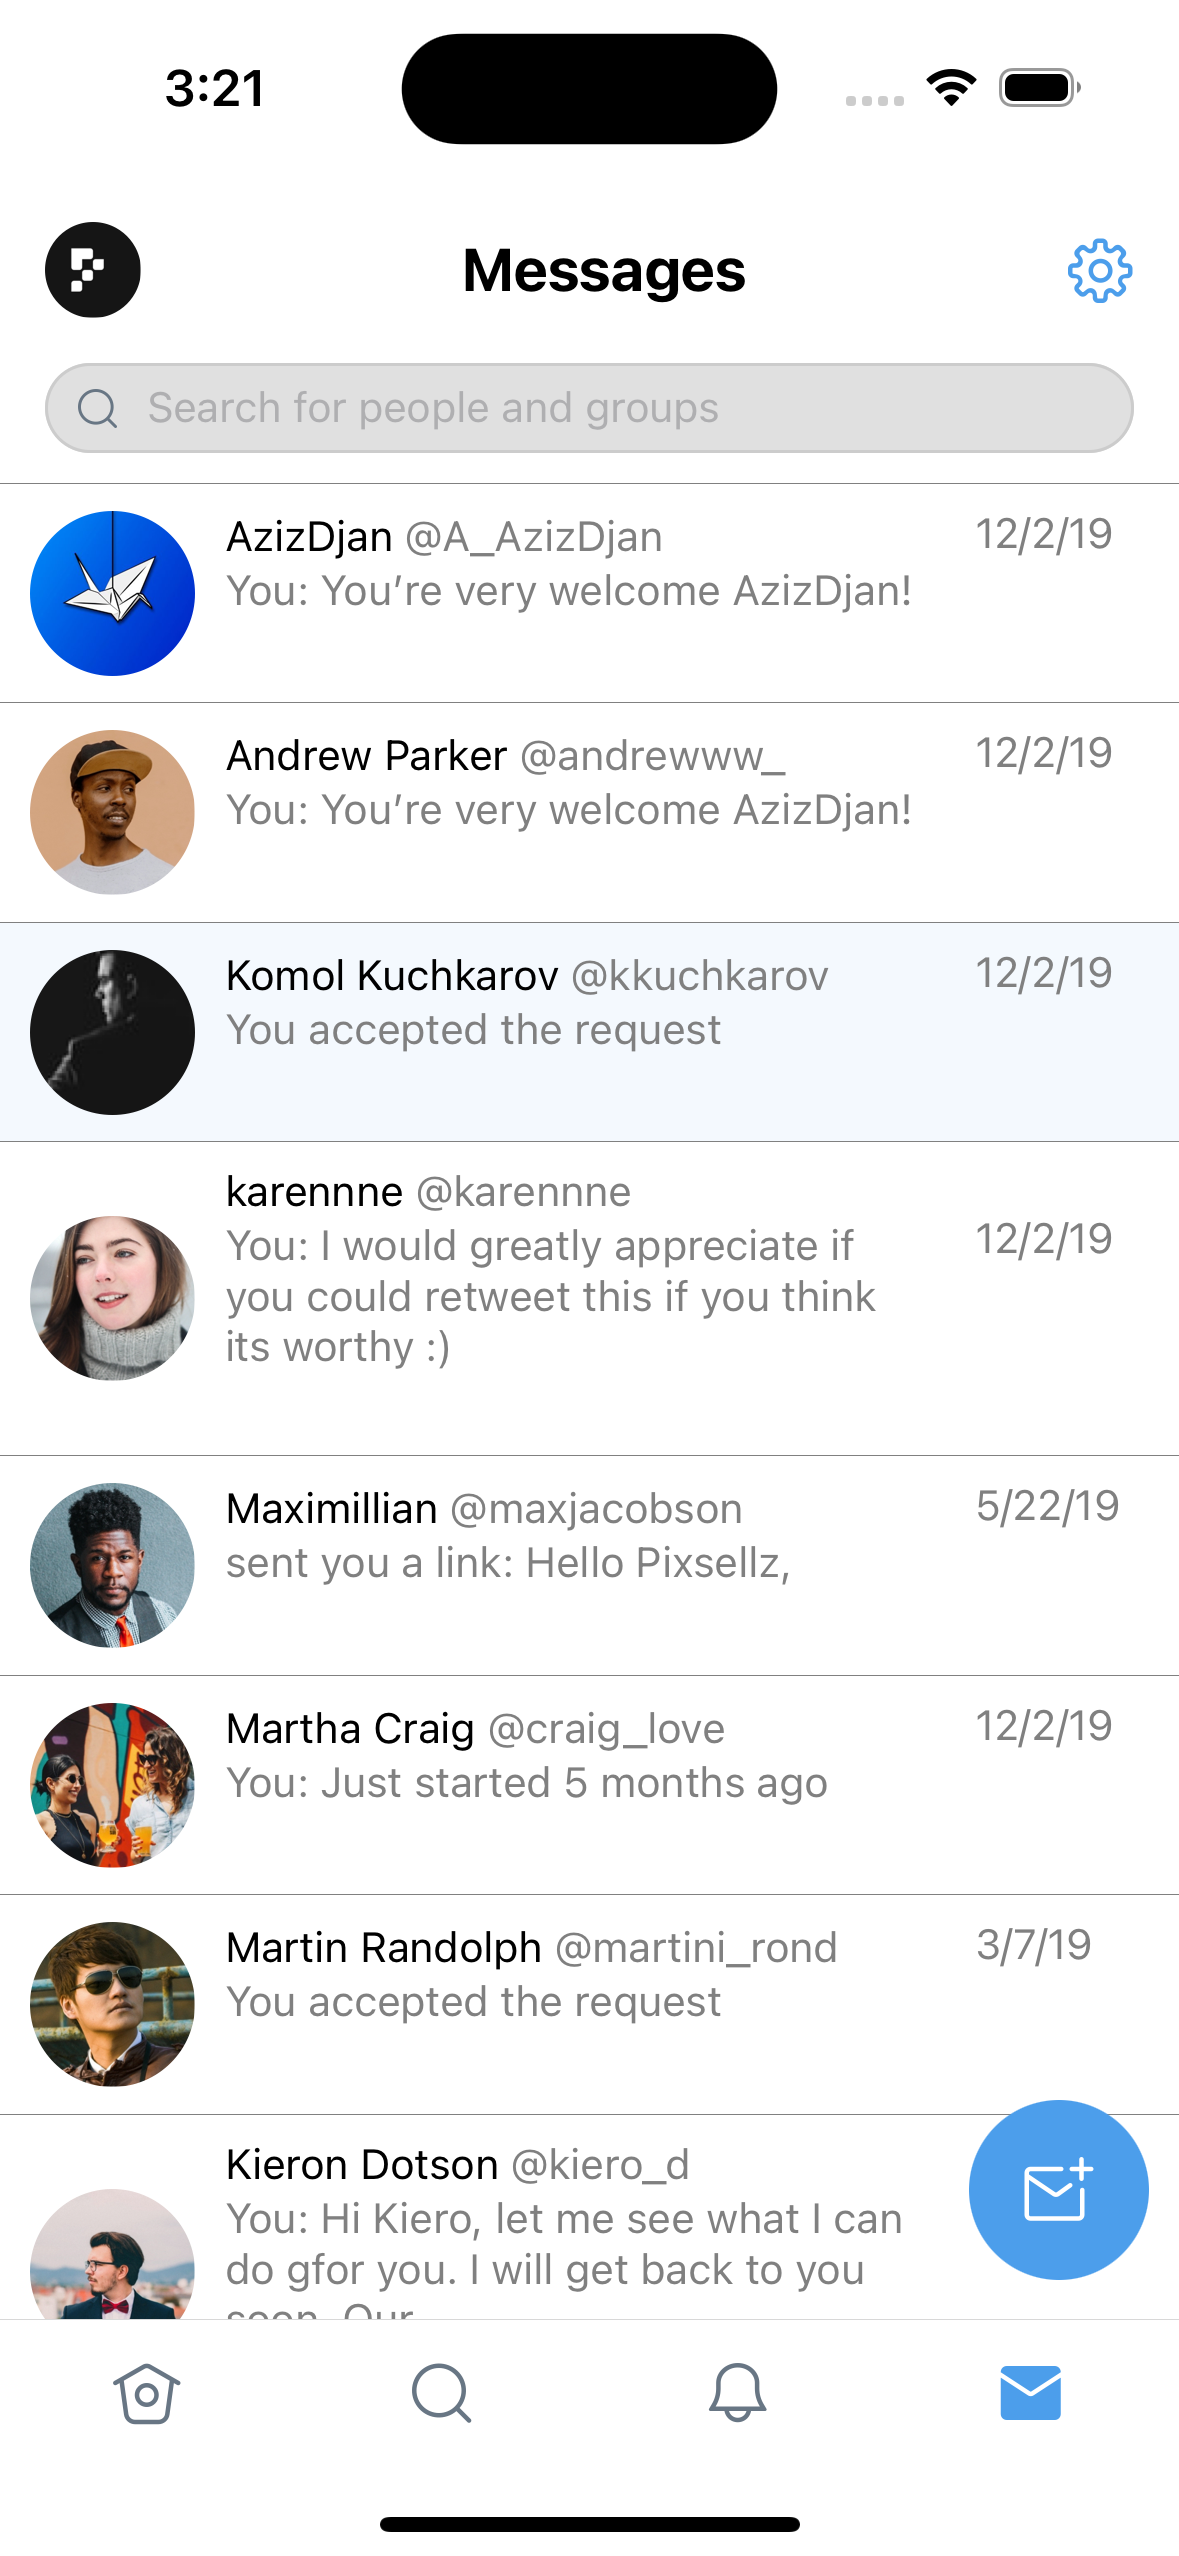 3:21
Messages
Search for people and groups
AzizDjan @A_AzizDjan 12/2/19
You: You’re very welcome AzizDjan!
Andrew Parker @andrewww_ 12/2/19
You: You’re very welcome AzizDjan!
Komol Kuchkarov @kkuchkarov 12/2/19
You accepted the request
karennne @karennne
You: I would greatly appreciate if 12/2/19
you could retweet this if you think
its worthy :)
Maximillian @maxjacobson 5/22/19
sent you a link: Hello Pixsellz,
Martha Craig @craig_love 12/2/19
You: Just started 5 months ago
Martin Randolph @martini_rond 3/7/19
You accepted the request
Kieron Dotson @kiero_d
You: Hi Kiero, let me see what I can
do gfor you. I will get back to you
soon. Our